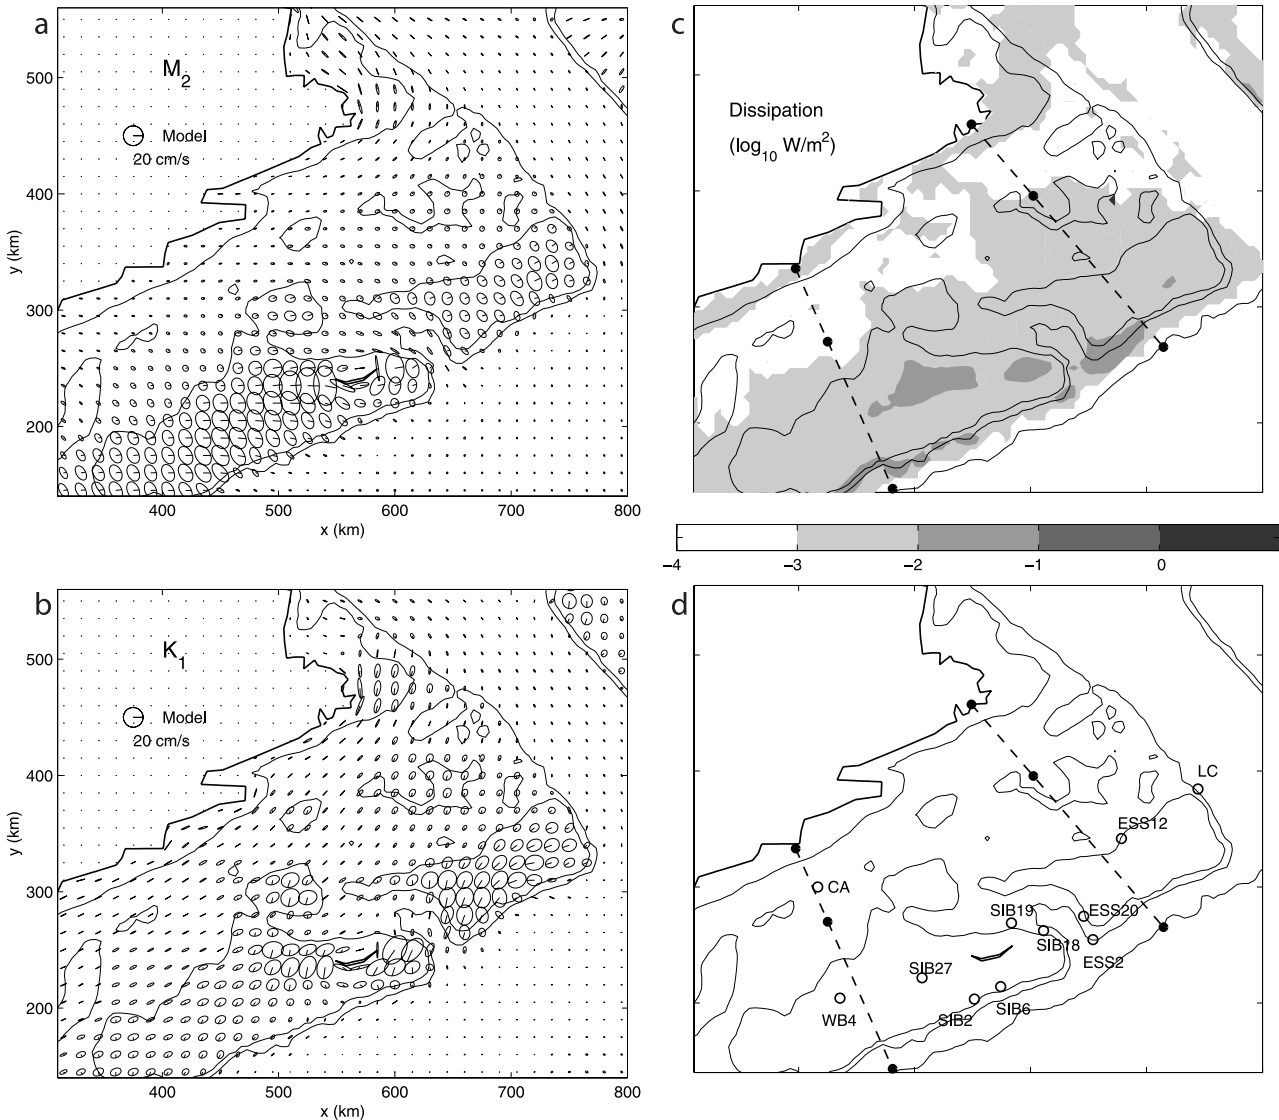 a
M2
Model
20 cm/s
500
400
300
200
y (km)
400
500
600
700
800
x (km)
c
Dissipation
(log10 W/m2)
−4
−3
−2
−1
0
b
K1
Model
20 cm/s
500
400
300
200
y (km)
400
500
600
700
800
x (km)
d
LC
ESS12
CA
SIB19
ESS20
SIB18
ESS2
SIB27
WB4
SIB2
SIB6